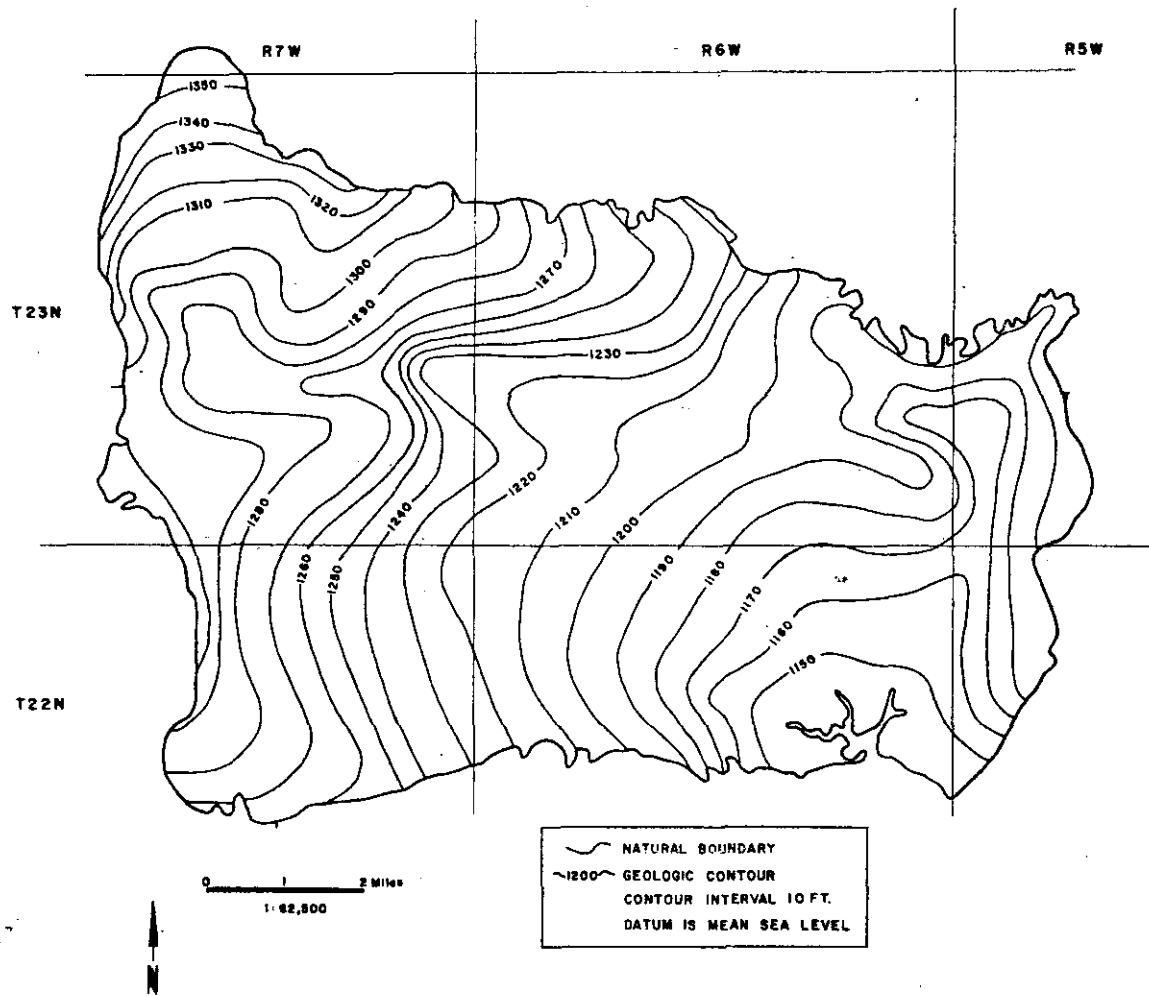 R7W R6W R5W
1350
1340
1330
1320
1310
1300
1290
1270
T23N
1230
1220
1280
1240
1210
1200
1260
1250
1190
1180
1170
1160
1150
T22N
NATURAL BOUNDARY
1200 GEOLOGIC CONTOUR
CONTOUR INTERVAL 10 FT.
DATUM IS MEAN SEA LEVEL
0 1 2 Miles
1:62,500
N